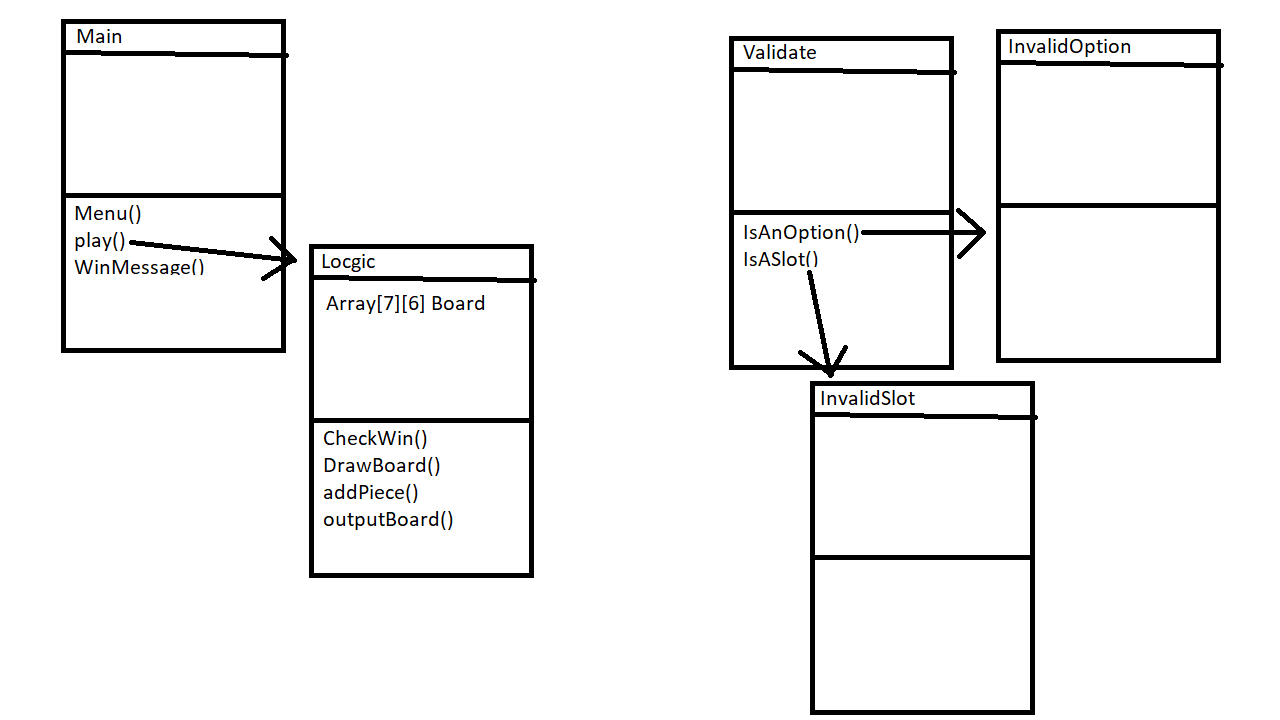 Main
Menu()
play()
WinMessage()
Locgic
Array[7][6] Board
CheckWin()
DrawBoard()
addPiece()
outputBoard()
Validate
IsAnOption()
IsASlot()
InvalidOption
InvalidSlot